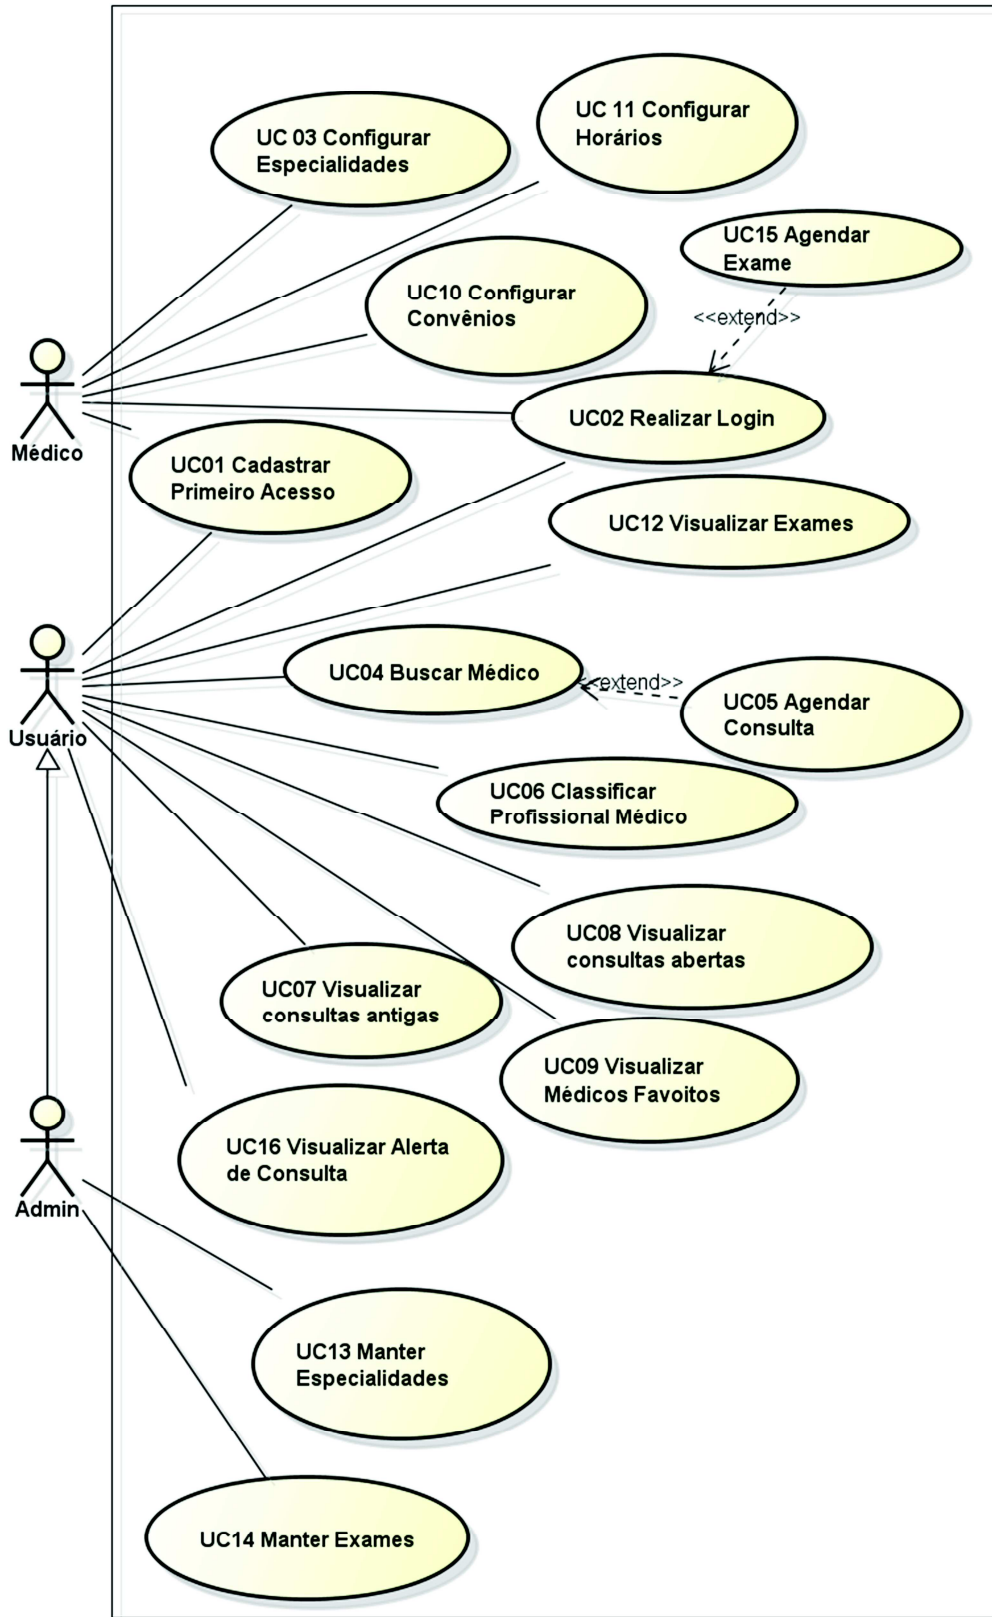 UC 03 Configurar
Especialidades
UC 11 Configurar
Horários
UC15 Agendar
Exame
<<extend>>
UC10 Configurar
Convênios
UC02 Realizar Login
Médico
UC01 Cadastrar
Primeiro Acesso
UC12 Visualizar Exames
UC04 Buscar Médico
<<extend>>
UC05 Agendar
Consulta
Usuário
UC06 Classificar
Profissional Médico
UC08 Visualizar
consultas abertas
UC07 Visualizar
consultas antigas
UC09 Visualizar
Médicos Favoitos
UC16 Visualizar Alerta
de Consulta
Admin
UC13 Manter
Especialidades
UC14 Manter Exames